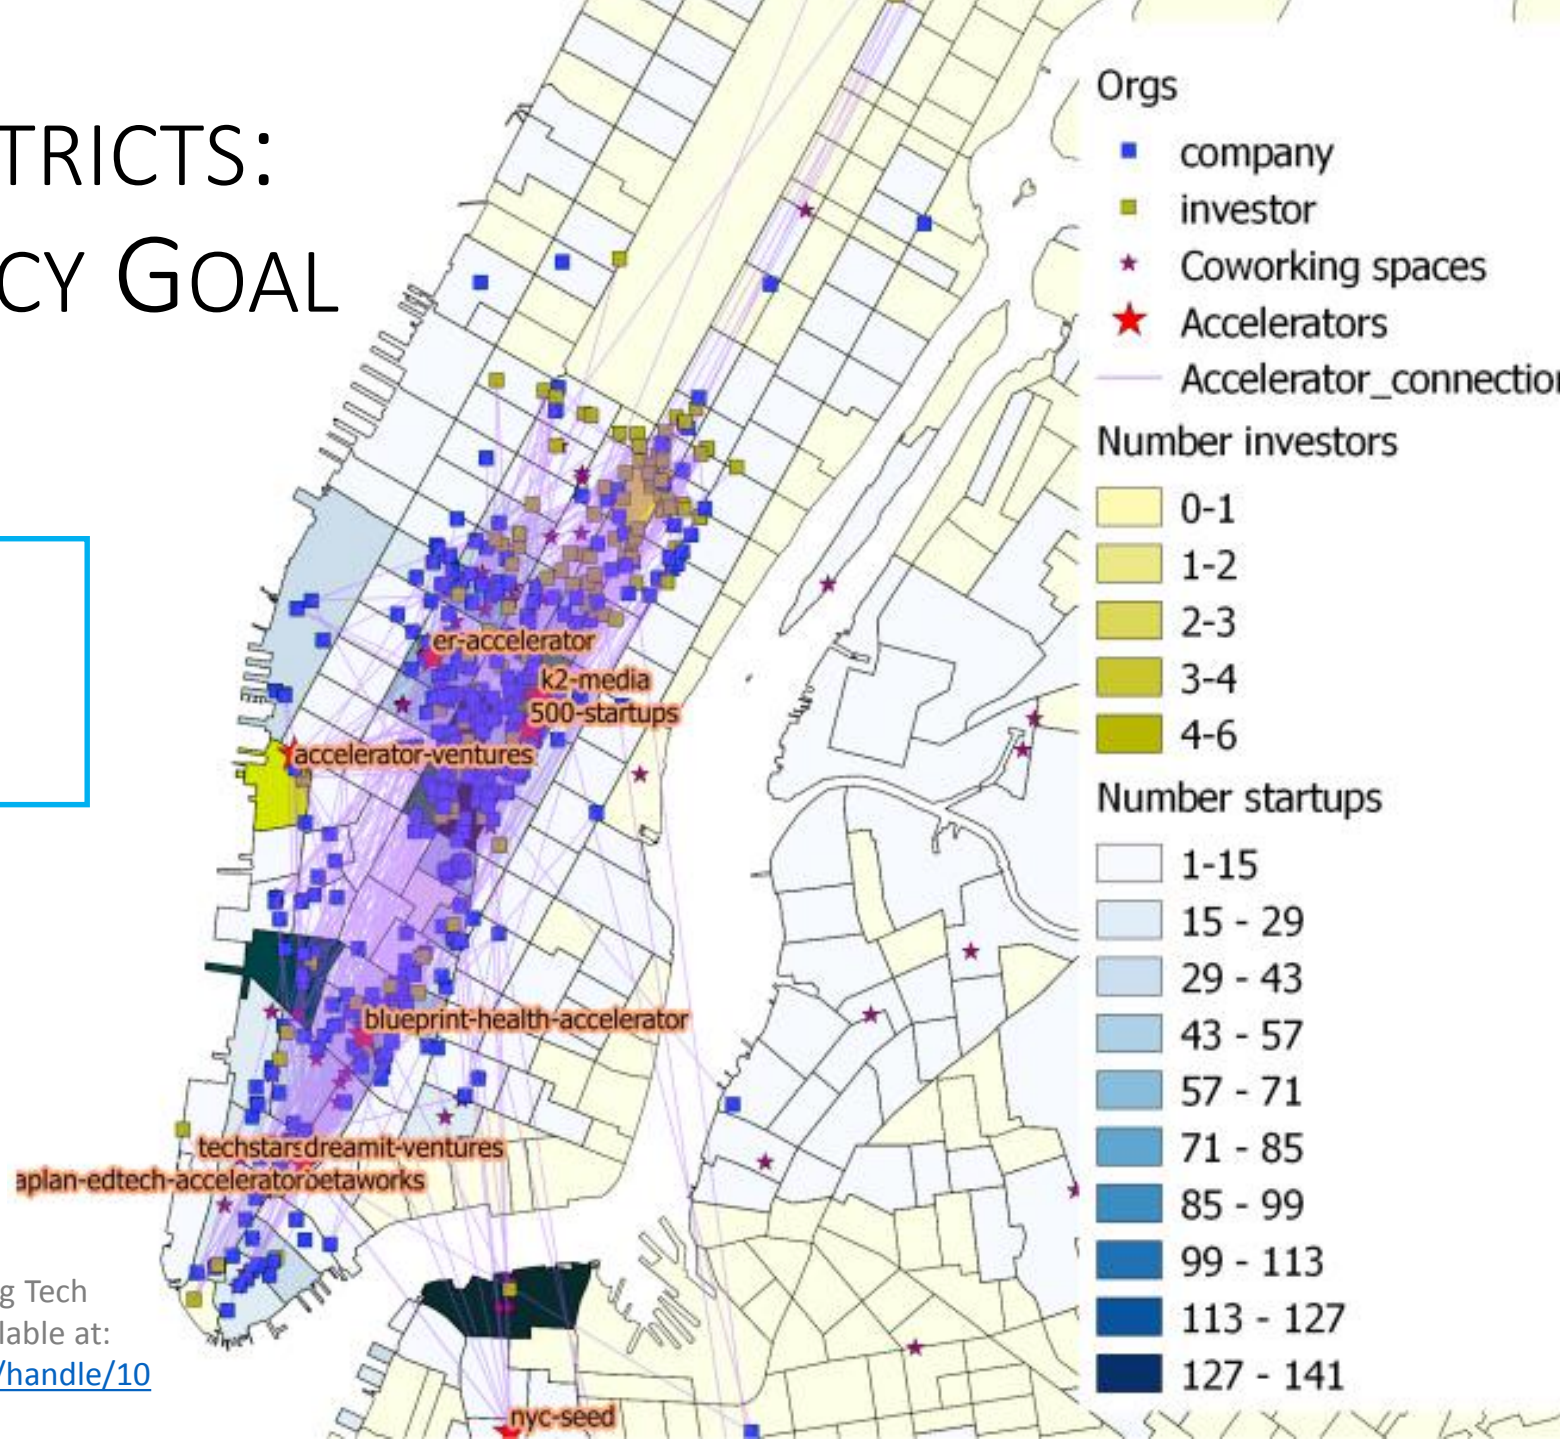 TRICTS:
CY GOAL
g Tech
lable at:
/handle/10
er-accelerator
k2-media
500-startups
accelerator-ventures
blueprint-health-accelerator
techstars dreamit-ventures
aplan-edtech-accelerator betaworks
nyc-seed
Orgs
company
investor
Coworking spaces
Accelerators
Accelerator_connection
Number investors
0-1
1-2
2-3
3-4
4-6
Number startups
1-15
15 - 29
29 - 43
43 - 57
57 - 71
71 - 85
85 - 99
99 - 113
113 - 127
127 - 141